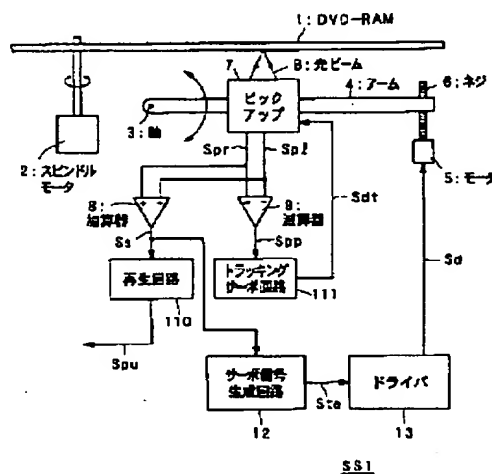 1:DVD-RAM
7
B:光ビーム
6:ネジ
4:アーム
ピック
アップ
3:軸
2:スピンドル
モータ
5:モータ
Spr
Spl
Sdt
8:
加算器
9:
減算器
Ss
Spp
Sd
再生回路
トラッキング
サーボ回路
110
111
Spu
サーボ信号
生成回路
Ste
ドライバ
12
13
SS1